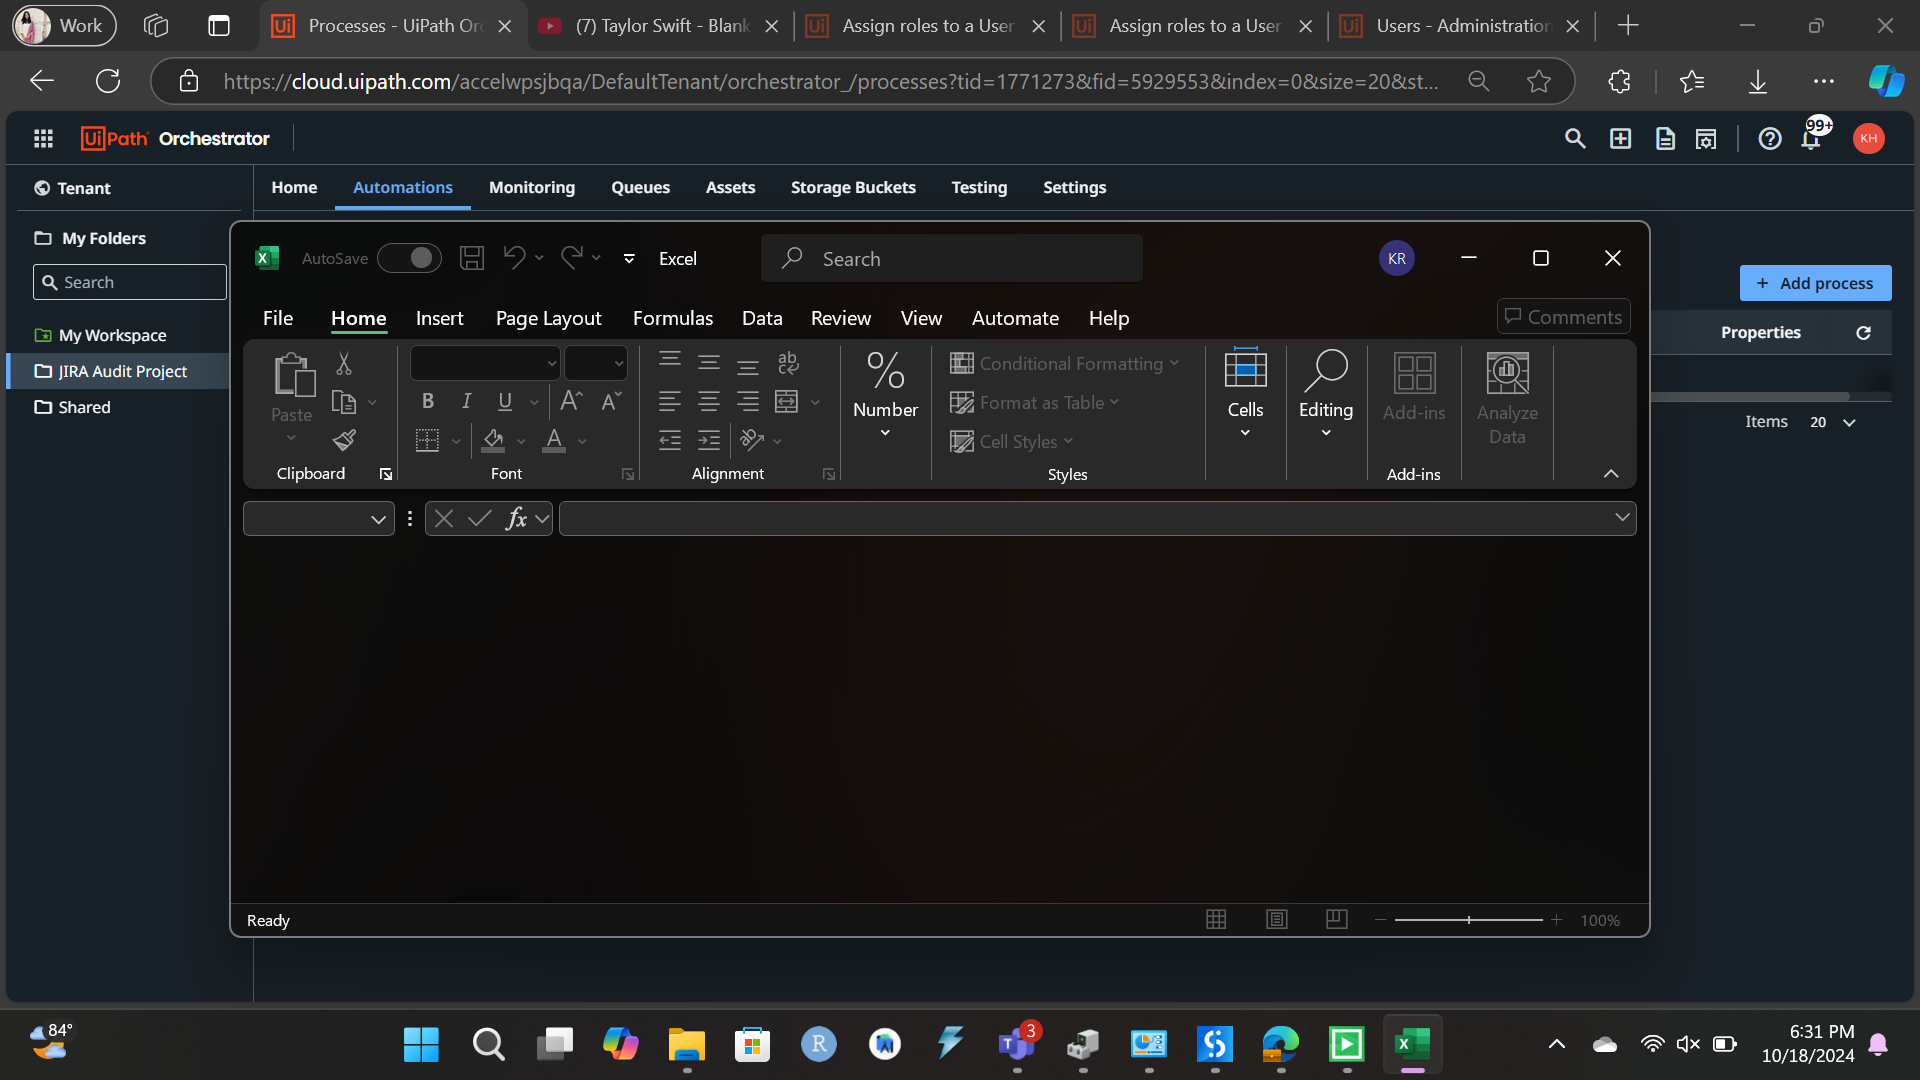 Work
Processes - UiPath Orc
(7) Taylor Swift - Blank
Assign roles to a User
Assign roles to a User
Users - Administration
https://cloud.uipath.com/accelwpsjbqa/DefaultTenant/orchestrator_/processes?tid=1771273&fid=5929553&index=0&size=20&st...
UiPath Orchestrator
99+
KH
Tenant
Home Automations Monitoring Queues Assets Storage Buckets Testing Settings
My Folders
Search
My Workspace
JIRA Audit Project
Shared
+ Add process
Properties
Items 20
AutoSave
Excel
Search
KR
File Home Insert Page Layout Formulas Data Review View Automate Help
Comments
Paste
Clipboard
B I U A A
A
ab
c
Font
Alignment
%
Number
Conditional Formatting
Format as Table
Cell Styles
Styles
Cells
Editing
Add-ins
Add-ins
Analyze
Data
fx
Ready
100%
84°
R
T
3
X
6:31 PM
10/18/2024